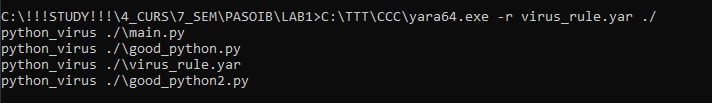 C:\!!!STUDY!!!\4_CURS\7_SEM\PASOIB\LAB1>C:\TTT\CCC\yara64.exe -r virus_rule.yar ./
python_virus ./\main.py
python_virus ./\good_python.py
python_virus ./\virus_rule.yar
python_virus ./\good_python2.py